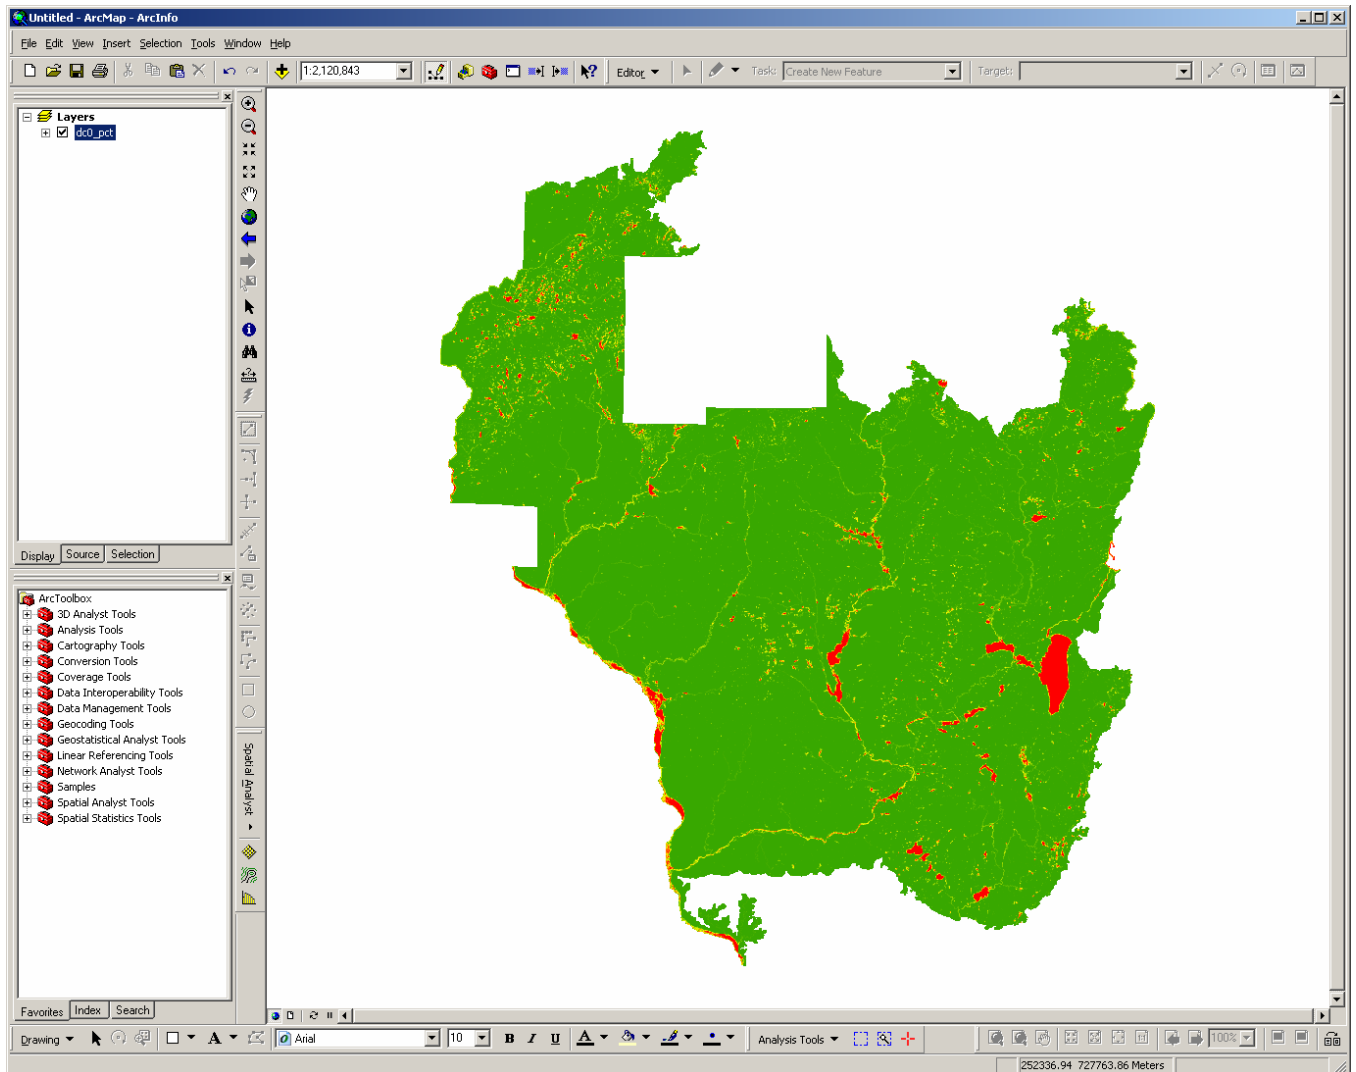 Untitled - ArcMap - ArcInfo
File Edit View Insert Selection Tools Window Help
1:2,120,843 Editor Task: Create New Feature Target:
Layers
dc0_pct
Display Source Selection
ArcToolbox
3D Analyst Tools
Analysis Tools
Cartography Tools
Conversion Tools
Coverage Tools
Data Interoperability Tools
Data Management Tools
Geocoding Tools
Geostatistical Analyst Tools
Linear Referencing Tools
Network Analyst Tools
Samples
Spatial Analyst Tools
Spatial Statistics Tools
Favorites Index Search
Spatial Analyst
Drawing A Arial 10 B I U A Analysis Tools 100%
252336.94 727763.86 Meters